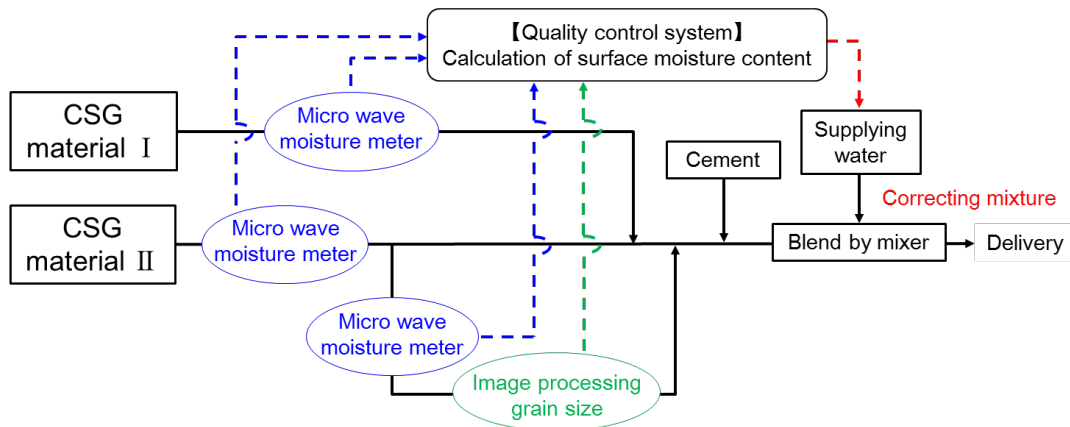 【Quality control system】
Calculation of surface moisture content
CSG
material Ⅰ
Micro wave
moisture meter
Supplying
water
Cement
Correcting mixture
CSG
material Ⅱ
Micro wave
moisture meter
Blend by mixer
Delivery
Micro wave
moisture meter
Image processing
grain size